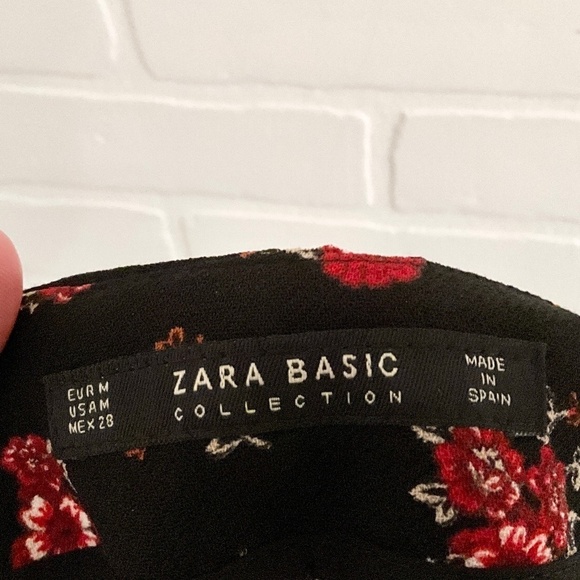 EUR M
USA M
MEX 28
ZARA BASIC
COLLECTION
MADE
IN
SPAIN